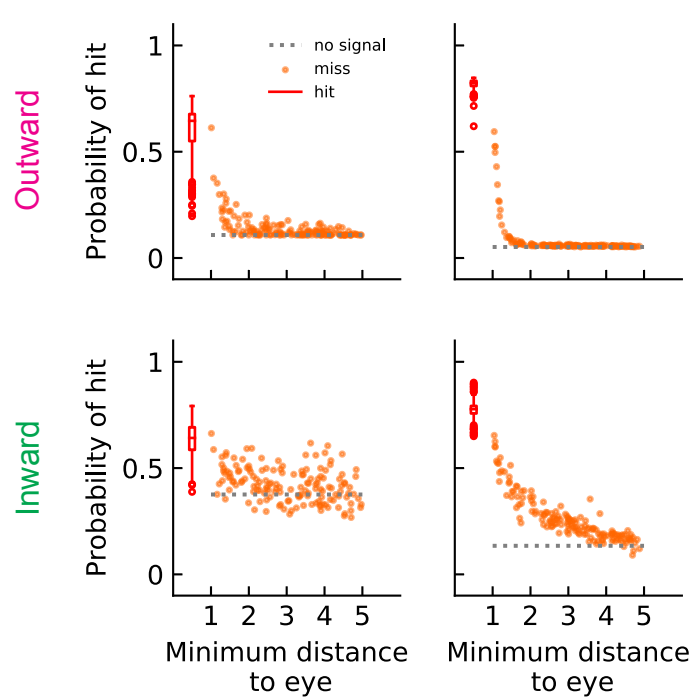 Outward
Probability of hit
1
0.5
0
no signal
miss
hit
Inward
Probability of hit
1
0.5
0
1 2 3 4 5
Minimum distance
to eye
1 2 3 4 5
Minimum distance
to eye